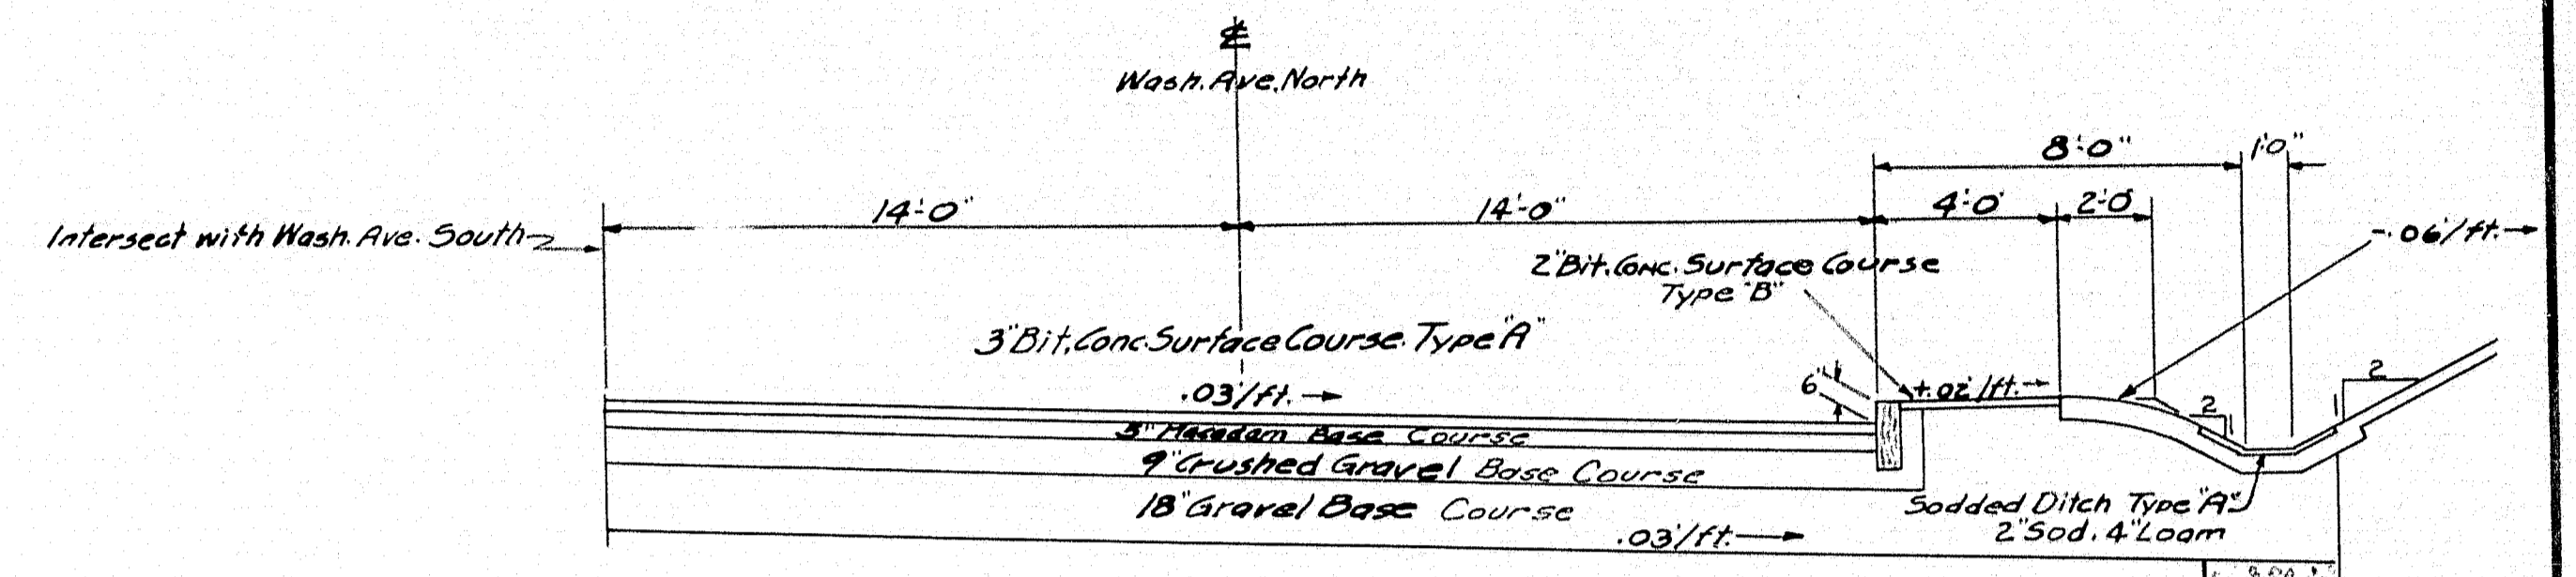 ℄
Wash. Ave. North
8'-0" 1'-0"
14'-0" 14'-0" 4'-0" 2'-0
Intersect with Wash. Ave. South
-.06'/ft.
2" Bit. Conc. Surface Course
Type "B"
3" Bit. Conc. Surface Course. Type "A"
.03'/ft.
6"
+.02'/ft.
2
2
Macadam Base Course
9" Crushed Gravel Base Course
18" Gravel Base Course
.03'/ft.
Sodded Ditch Type "A"
2" Sod. 4" Loam